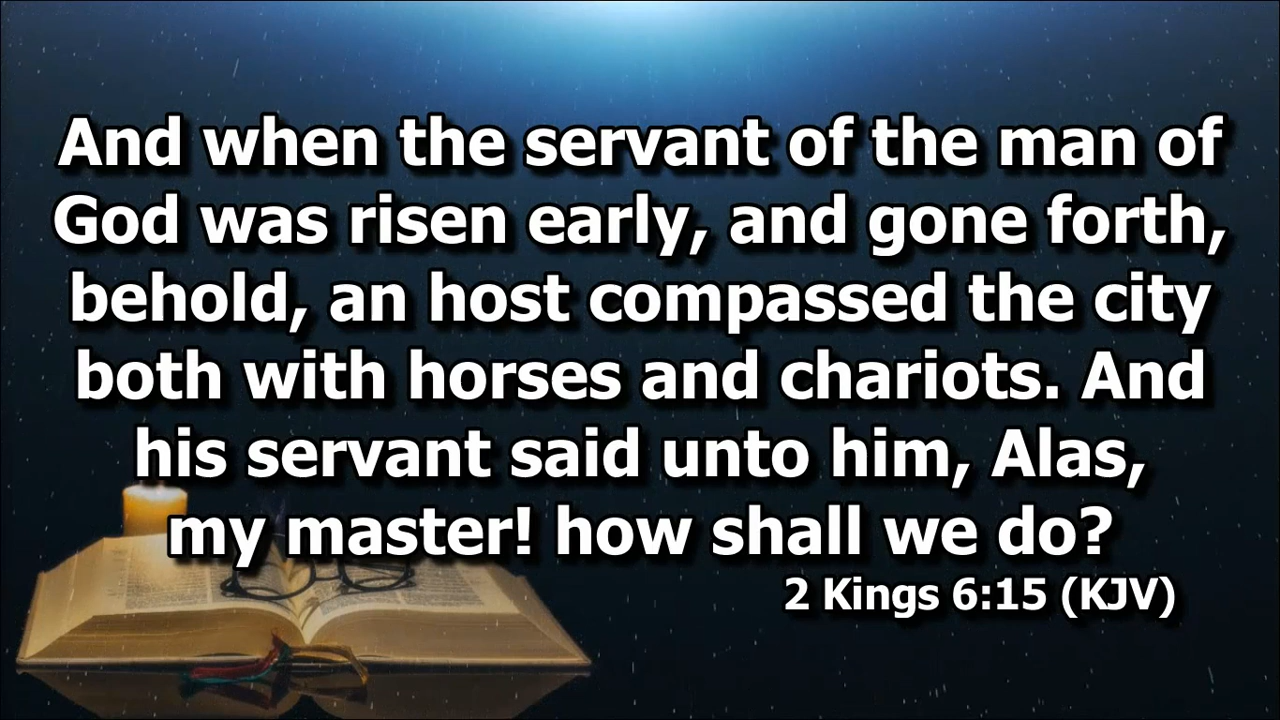 And when the servant of the man of
God was risen early, and gone forth,
behold, an host compassed the city
both with horses and chariots. And
his servant said unto him, Alas,
my master! how shall we do?
2 Kings 6:15 (KJV)